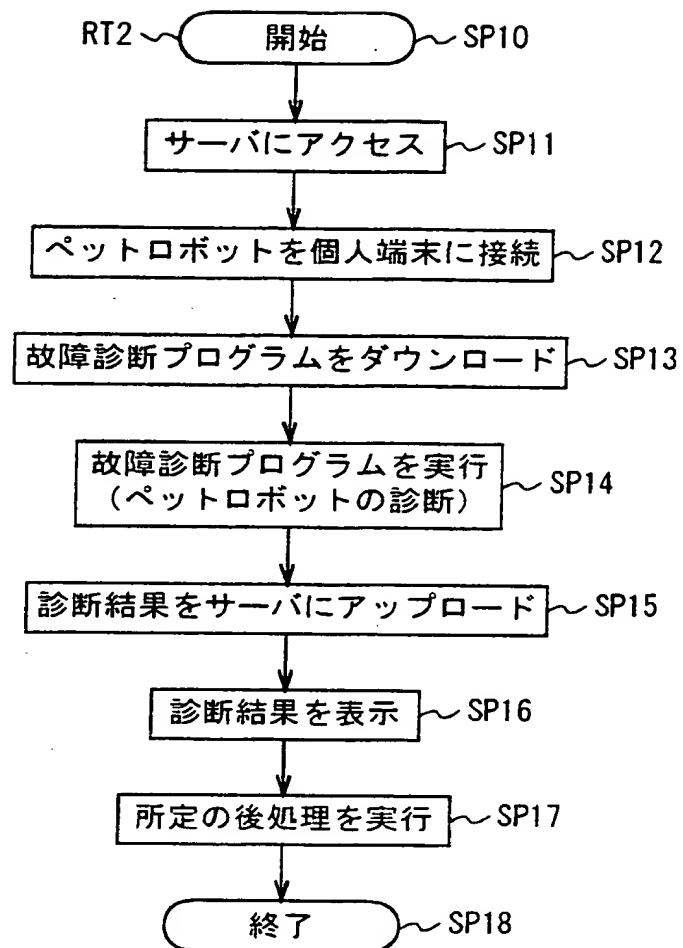 RT2 開始 SP10
サーバにアクセス SP11
ペットロボットを個人端末に接続 SP12
故障診断プログラムをダウンロード SP13
故障診断プログラムを実行
(ペットロボットの診断) SP14
診断結果をサーバにアップロード SP15
診断結果を表示 SP16
所定の後処理を実行 SP17
終了 SP18